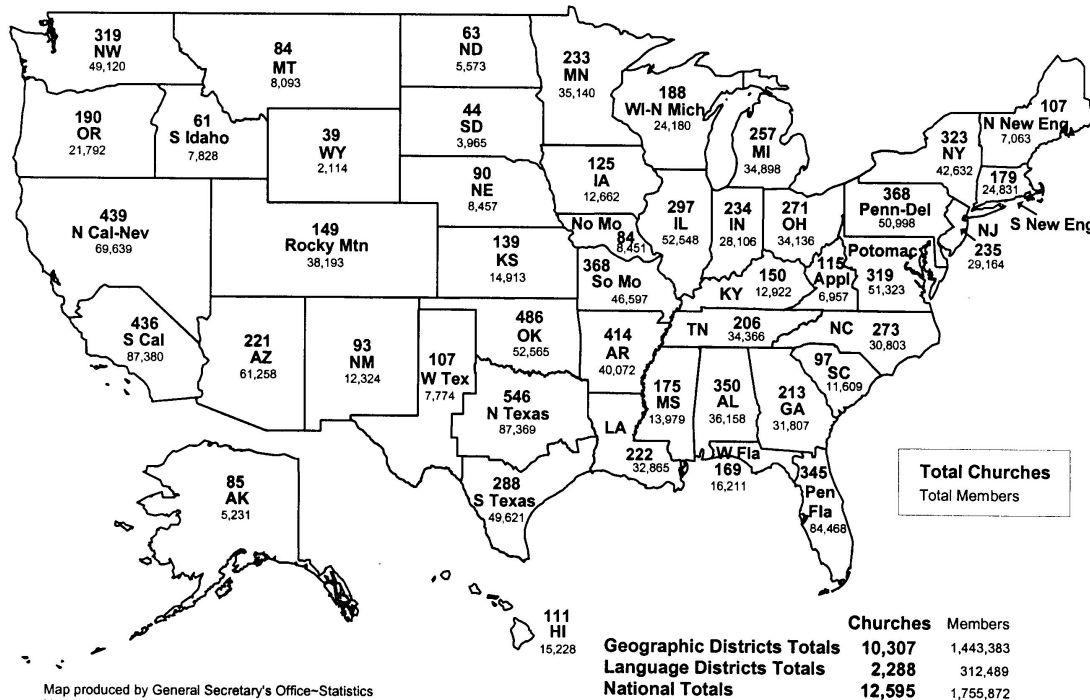 319
NW
49,120
84
MT
8,093
63
ND
5,573
233
MN
35,140
188
WI-N Mich
24,180
107
N New Eng
7,063
190
OR
21,792
61
S Idaho
7,828
39
WY
2,114
44
SD
3,965
257
MI
34,898
323
NY
42,632
179
24,831
S New Eng
90
NE
8,457
125
IA
12,662
439
N Cal-Nev
69,639
149
Rocky Mtn
38,193
139
KS
14,913
No Mo
84
8,451
297
IL
52,548
234
IN
28,106
271
OH
34,136
368
Penn-Del
50,998
NJ
235
29,164
Potomac
319
51,323
368
So Mo
46,597
KY 150
12,922
115
Appl
6,957
436
S Cal
87,380
221
AZ
61,258
93
NM
12,324
107
W Tex
7,774
486
OK
52,565
414
AR
40,072
TN 206
34,366
NC 273
30,803
97
SC
11,609
546
N Texas
87,369
175
MS
13,979
350
AL
36,158
213
GA
31,807
LA
222
32,865
W Fla
169
16,211
345
Pen
Fla
84,468
288
S Texas
49,621
85
AK
5,231
111
HI
15,228
Total Churches
Total Members
Churches Members
Geographic Districts Totals 10,307 1,443,383
Language Districts Totals 2,288 312,489
National Totals 12,595 1,755,872
Map produced by General Secretary's Office~Statistics